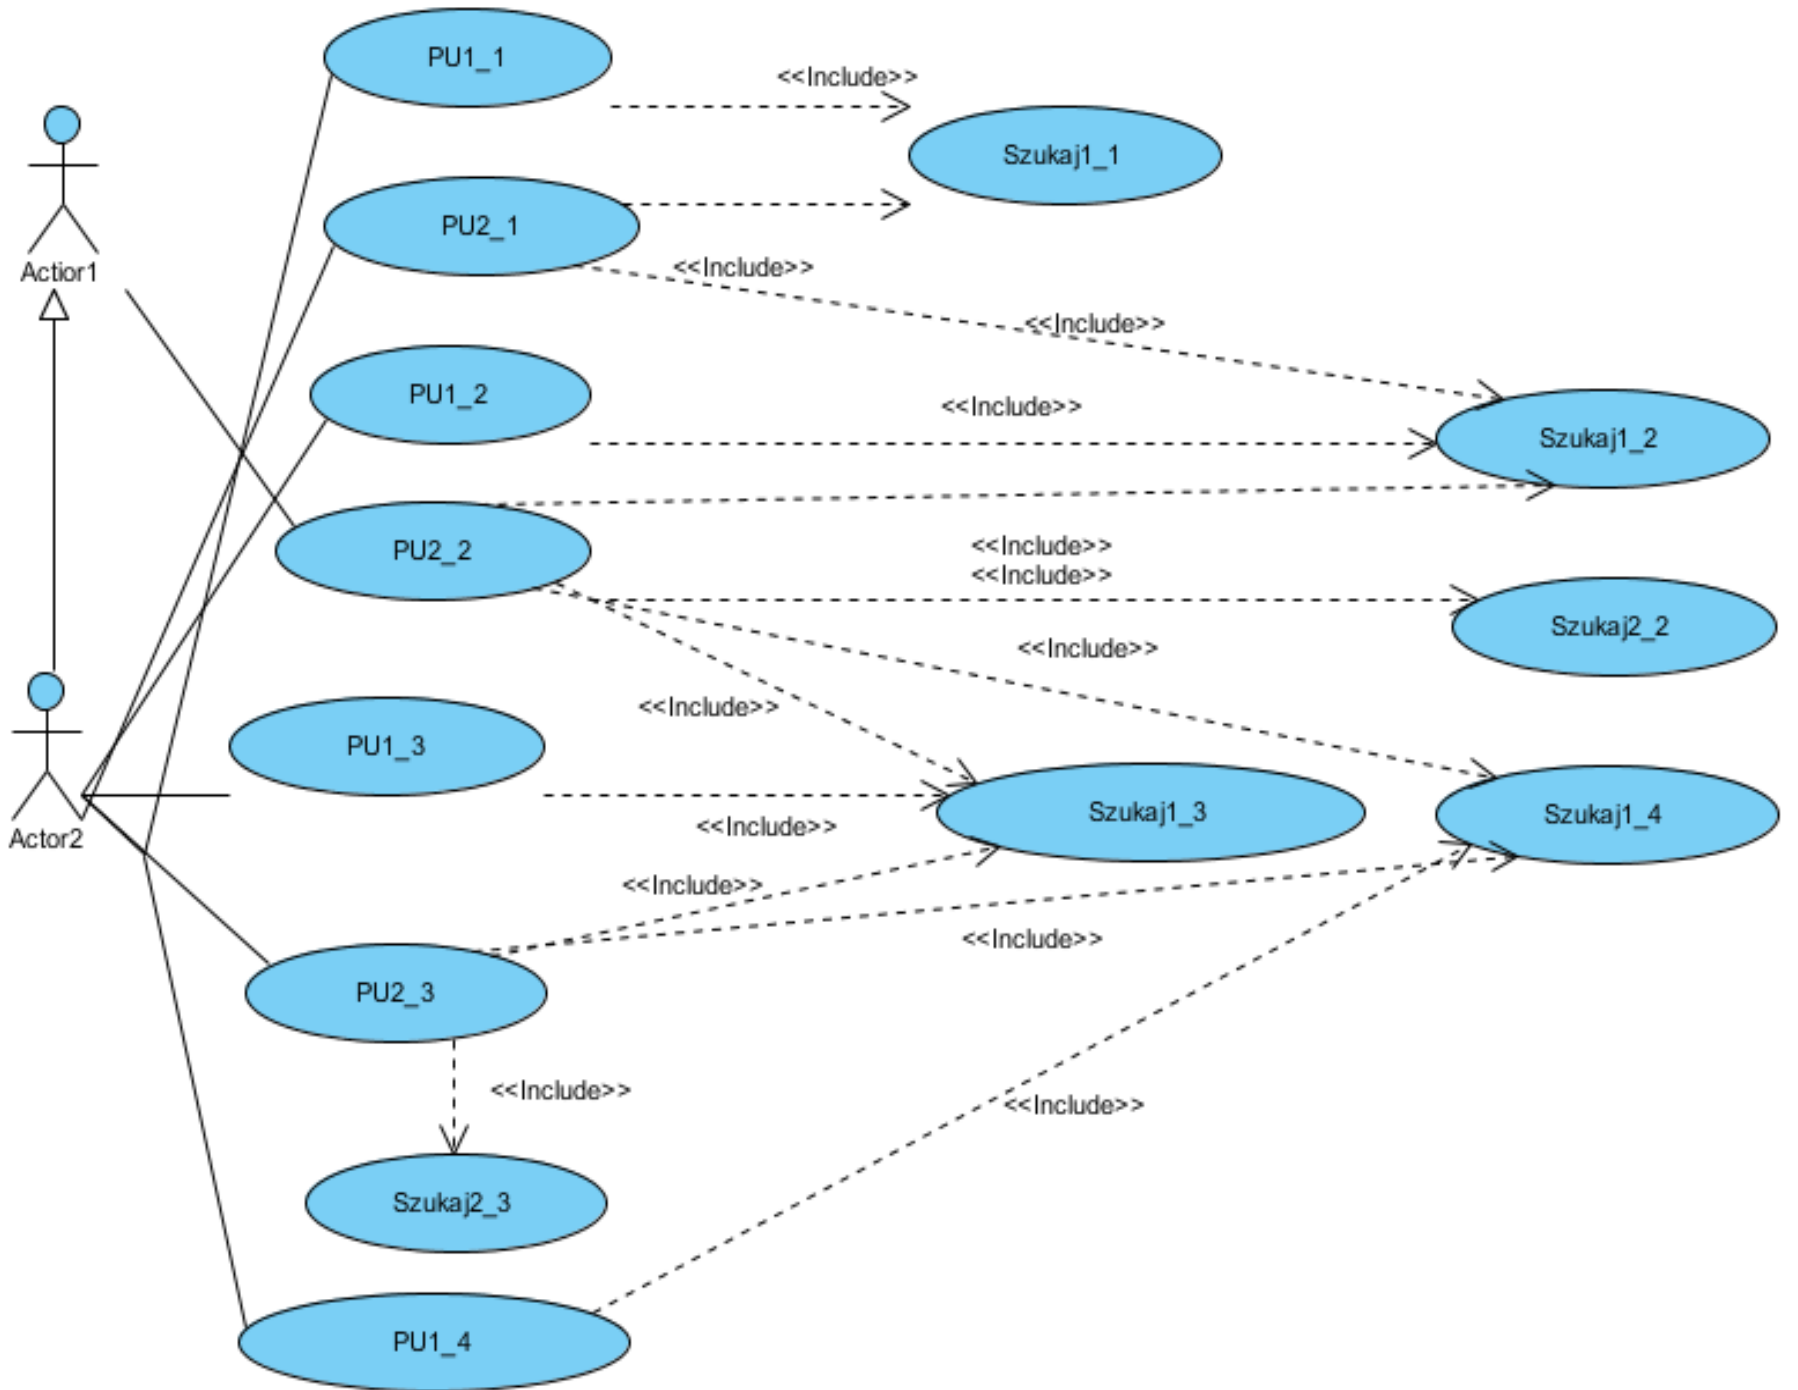 PU1_1
<<Include>>
Szukaj1_1
PU2_1
<<Include>>
Actior1
<<Include>>
PU1_2
<<Include>>
Szukaj1_2
PU2_2
<<Include>>
<<Include>>
Szukaj2_2
<<Include>>
<<Include>>
PU1_3
Szukaj1_3
Szukaj1_4
<<Include>>
Actor2
<<Include>>
<<Include>>
PU2_3
<<Include>>
<<Include>>
Szukaj2_3
PU1_4